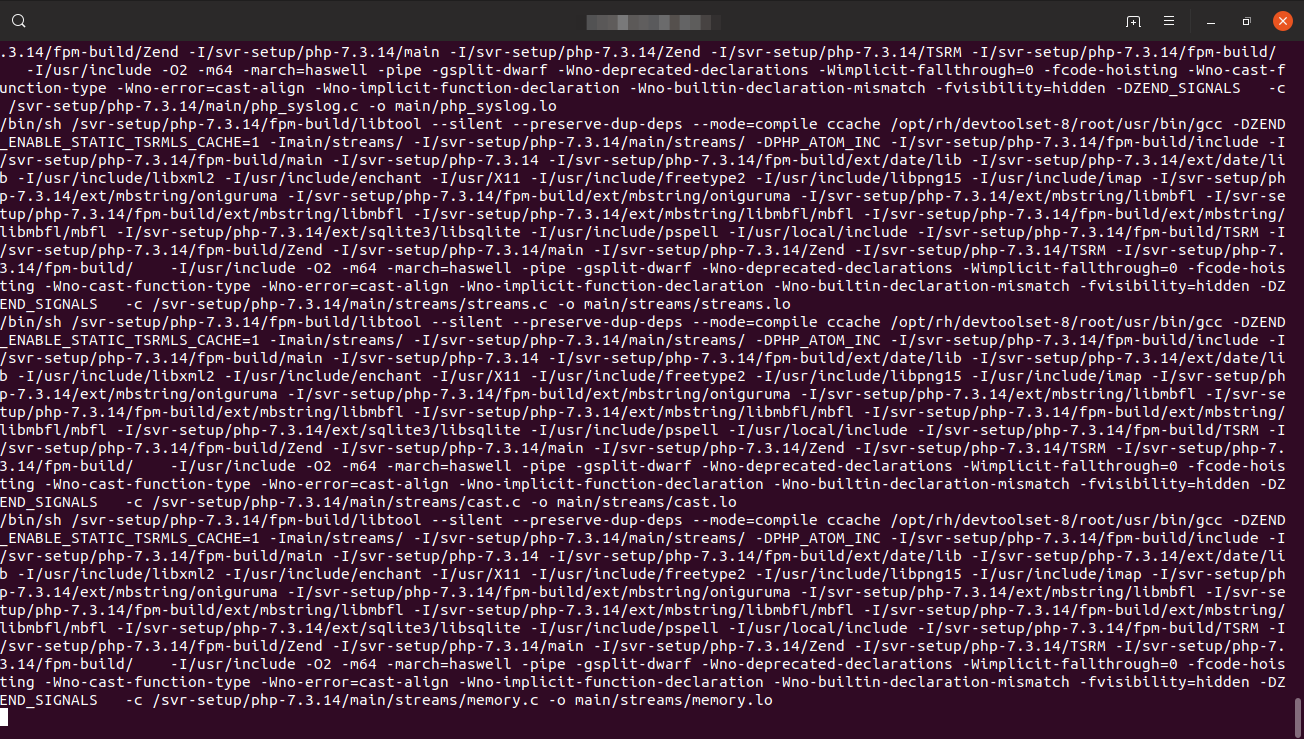 .3.14/fpm-build/Zend -I/svr-setup/php-7.3.14/main -I/svr-setup/php-7.3.14/Zend -I/svr-setup/php-7.3.14/TSRM -I/svr-setup/php-7.3.14/fpm-build/
   -I/usr/include -O2 -m64 -march=haswell -pipe -gsplit-dwarf -Wno-deprecated-declarations -Wimplicit-fallthrough=0 -fcode-hoisting -Wno-cast-f
unction-type -Wno-error=cast-align -Wno-implicit-function-declaration -Wno-builtin-declaration-mismatch -fvisibility=hidden -DZEND_SIGNALS   -c
 /svr-setup/php-7.3.14/main/php_syslog.c -o main/php_syslog.lo
/bin/sh /svr-setup/php-7.3.14/fpm-build/libtool --silent --preserve-dup-deps --mode=compile ccache /opt/rh/devtoolset-8/root/usr/bin/gcc -DZEND
_ENABLE_STATIC_TSRMLS_CACHE=1 -Imain/streams/ -I/svr-setup/php-7.3.14/main/streams/ -DPHP_ATOM_INC -I/svr-setup/php-7.3.14/fpm-build/include -I
/svr-setup/php-7.3.14/fpm-build/main -I/svr-setup/php-7.3.14 -I/svr-setup/php-7.3.14/fpm-build/ext/date/lib -I/svr-setup/php-7.3.14/ext/date/li
b -I/usr/include/libxml2 -I/usr/include/enchant -I/usr/X11 -I/usr/include/freetype2 -I/usr/include/libpng15 -I/usr/include/imap -I/svr-setup/ph
p-7.3.14/ext/mbstring/oniguruma -I/svr-setup/php-7.3.14/fpm-build/ext/mbstring/oniguruma -I/svr-setup/php-7.3.14/ext/mbstring/libmbfl -I/svr-se
tup/php-7.3.14/fpm-build/ext/mbstring/libmbfl -I/svr-setup/php-7.3.14/ext/mbstring/libmbfl/mbfl -I/svr-setup/php-7.3.14/fpm-build/ext/mbstring/
libmbfl/mbfl -I/svr-setup/php-7.3.14/ext/sqlite3/libsqlite -I/usr/include/pspell -I/usr/local/include -I/svr-setup/php-7.3.14/fpm-build/TSRM -I
/svr-setup/php-7.3.14/fpm-build/Zend -I/svr-setup/php-7.3.14/main -I/svr-setup/php-7.3.14/Zend -I/svr-setup/php-7.3.14/TSRM -I/svr-setup/php-7.
3.14/fpm-build/    -I/usr/include -O2 -m64 -march=haswell -pipe -gsplit-dwarf -Wno-deprecated-declarations -Wimplicit-fallthrough=0 -fcode-hois
ting -Wno-cast-function-type -Wno-error=cast-align -Wno-implicit-function-declaration -Wno-builtin-declaration-mismatch -fvisibility=hidden -DZ
END_SIGNALS   -c /svr-setup/php-7.3.14/main/streams/streams.c -o main/streams/streams.lo
/bin/sh /svr-setup/php-7.3.14/fpm-build/libtool --silent --preserve-dup-deps --mode=compile ccache /opt/rh/devtoolset-8/root/usr/bin/gcc -DZEND
_ENABLE_STATIC_TSRMLS_CACHE=1 -Imain/streams/ -I/svr-setup/php-7.3.14/main/streams/ -DPHP_ATOM_INC -I/svr-setup/php-7.3.14/fpm-build/include -I
/svr-setup/php-7.3.14/fpm-build/main -I/svr-setup/php-7.3.14 -I/svr-setup/php-7.3.14/fpm-build/ext/date/lib -I/svr-setup/php-7.3.14/ext/date/li
b -I/usr/include/libxml2 -I/usr/include/enchant -I/usr/X11 -I/usr/include/freetype2 -I/usr/include/libpng15 -I/usr/include/imap -I/svr-setup/ph
p-7.3.14/ext/mbstring/oniguruma -I/svr-setup/php-7.3.14/fpm-build/ext/mbstring/oniguruma -I/svr-setup/php-7.3.14/ext/mbstring/libmbfl -I/svr-se
tup/php-7.3.14/fpm-build/ext/mbstring/libmbfl -I/svr-setup/php-7.3.14/ext/mbstring/libmbfl/mbfl -I/svr-setup/php-7.3.14/fpm-build/ext/mbstring/
libmbfl/mbfl -I/svr-setup/php-7.3.14/ext/sqlite3/libsqlite -I/usr/include/pspell -I/usr/local/include -I/svr-setup/php-7.3.14/fpm-build/TSRM -I
/svr-setup/php-7.3.14/fpm-build/Zend -I/svr-setup/php-7.3.14/main -I/svr-setup/php-7.3.14/Zend -I/svr-setup/php-7.3.14/TSRM -I/svr-setup/php-7.
3.14/fpm-build/    -I/usr/include -O2 -m64 -march=haswell -pipe -gsplit-dwarf -Wno-deprecated-declarations -Wimplicit-fallthrough=0 -fcode-hois
ting -Wno-cast-function-type -Wno-error=cast-align -Wno-implicit-function-declaration -Wno-builtin-declaration-mismatch -fvisibility=hidden -DZ
END_SIGNALS   -c /svr-setup/php-7.3.14/main/streams/cast.c -o main/streams/cast.lo
/bin/sh /svr-setup/php-7.3.14/fpm-build/libtool --silent --preserve-dup-deps --mode=compile ccache /opt/rh/devtoolset-8/root/usr/bin/gcc -DZEND
_ENABLE_STATIC_TSRMLS_CACHE=1 -Imain/streams/ -I/svr-setup/php-7.3.14/main/streams/ -DPHP_ATOM_INC -I/svr-setup/php-7.3.14/fpm-build/include -I
/svr-setup/php-7.3.14/fpm-build/main -I/svr-setup/php-7.3.14 -I/svr-setup/php-7.3.14/fpm-build/ext/date/lib -I/svr-setup/php-7.3.14/ext/date/li
b -I/usr/include/libxml2 -I/usr/include/enchant -I/usr/X11 -I/usr/include/freetype2 -I/usr/include/libpng15 -I/usr/include/imap -I/svr-setup/ph
p-7.3.14/ext/mbstring/oniguruma -I/svr-setup/php-7.3.14/fpm-build/ext/mbstring/oniguruma -I/svr-setup/php-7.3.14/ext/mbstring/libmbfl -I/svr-se
tup/php-7.3.14/fpm-build/ext/mbstring/libmbfl -I/svr-setup/php-7.3.14/ext/mbstring/libmbfl/mbfl -I/svr-setup/php-7.3.14/fpm-build/ext/mbstring/
libmbfl/mbfl -I/svr-setup/php-7.3.14/ext/sqlite3/libsqlite -I/usr/include/pspell -I/usr/local/include -I/svr-setup/php-7.3.14/fpm-build/TSRM -I
/svr-setup/php-7.3.14/fpm-build/Zend -I/svr-setup/php-7.3.14/main -I/svr-setup/php-7.3.14/Zend -I/svr-setup/php-7.3.14/TSRM -I/svr-setup/php-7.
3.14/fpm-build/    -I/usr/include -O2 -m64 -march=haswell -pipe -gsplit-dwarf -Wno-deprecated-declarations -Wimplicit-fallthrough=0 -fcode-hois
ting -Wno-cast-function-type -Wno-error=cast-align -Wno-implicit-function-declaration -Wno-builtin-declaration-mismatch -fvisibility=hidden -DZ
END_SIGNALS   -c /svr-setup/php-7.3.14/main/streams/memory.c -o main/streams/memory.lo